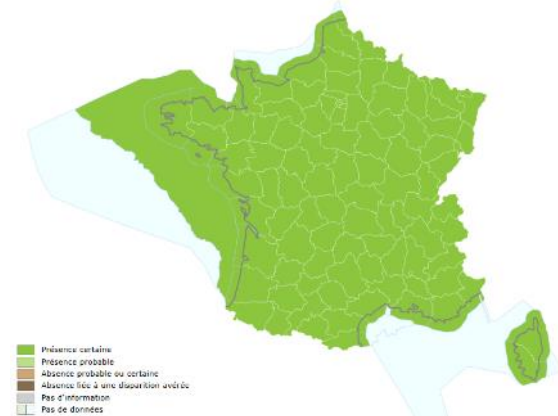 Présence certaine
Présence probable
Absence probable ou certaine
Absence liée à une disparition avérée
Pas d'information
Pas de données